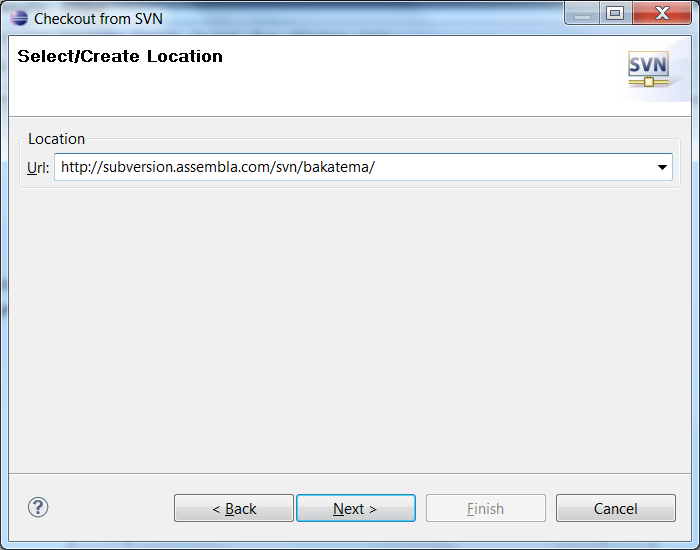 Checkout from SVN
Select/Create Location
SVN
Location
Url: http://subversion.assembla.com/svn/bakatema/
?
< Back Next > Finish Cancel